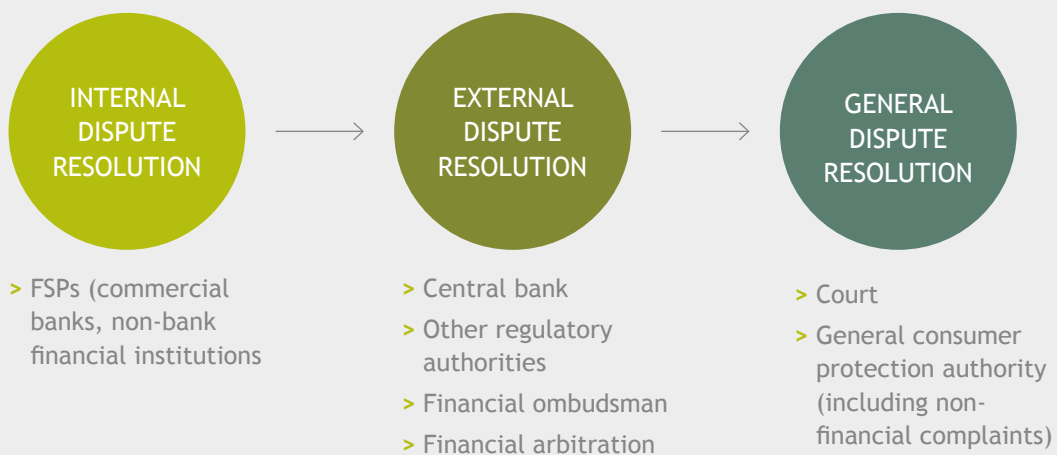 INTERNAL
DISPUTE
RESOLUTION
> FSPs (commercial
banks, non-bank
financial institutions
EXTERNAL
DISPUTE
RESOLUTION
> Central bank
> Other regulatory
authorities
> Financial ombudsman
> Financial arbitration
GENERAL
DISPUTE
RESOLUTION
> Court
> General consumer
protection authority
(including non-
financial complaints)